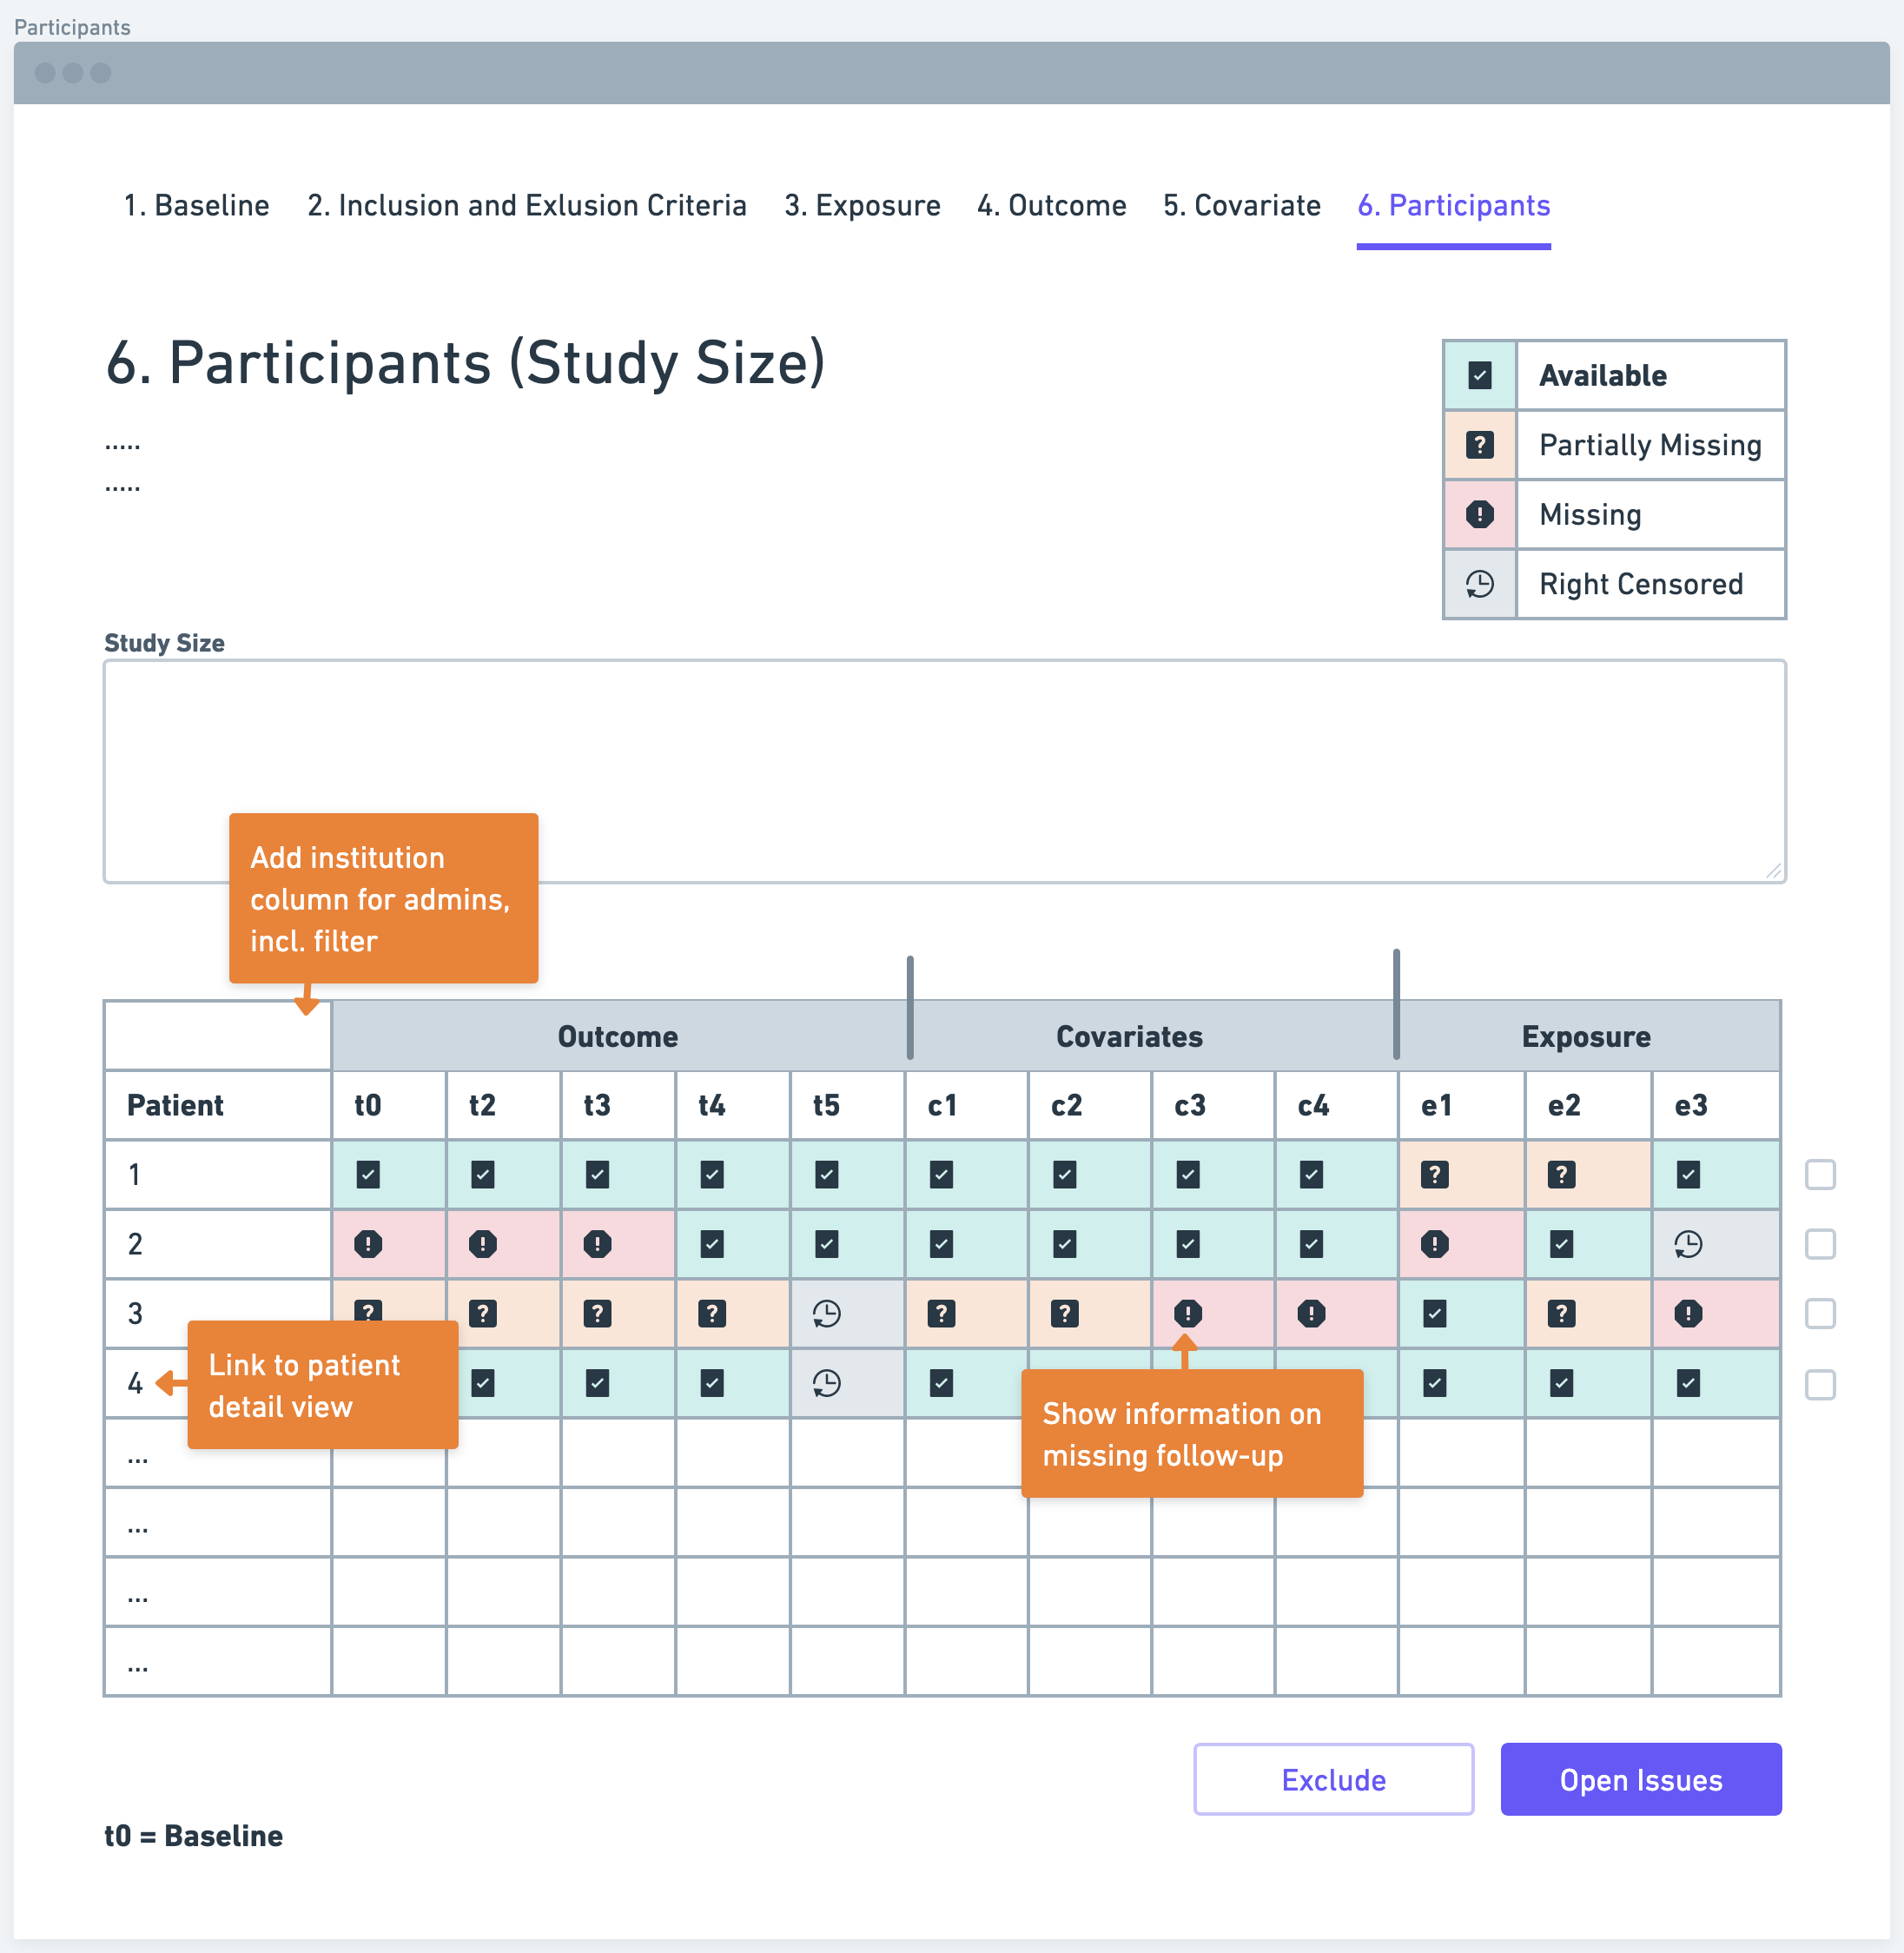 Participants
1. Baseline 2. Inclusion and Exlusion Criteria 3. Exposure 4. Outcome 5. Covariate 6. Participants
6. Participants (Study Size)
.....
.....
Available
Partially Missing
Missing
Right Censored
Study Size
Add institution
column for admins,
incl. filter
Outcome Covariates Exposure
Patient t0 t2 t3 t4 t5 c1 c2 c3 c4 e1 e2 e3
1
2
3
4
Link to patient
detail view
Show information on
missing follow-up
...
...
...
...
Exclude Open Issues
t0 = Baseline